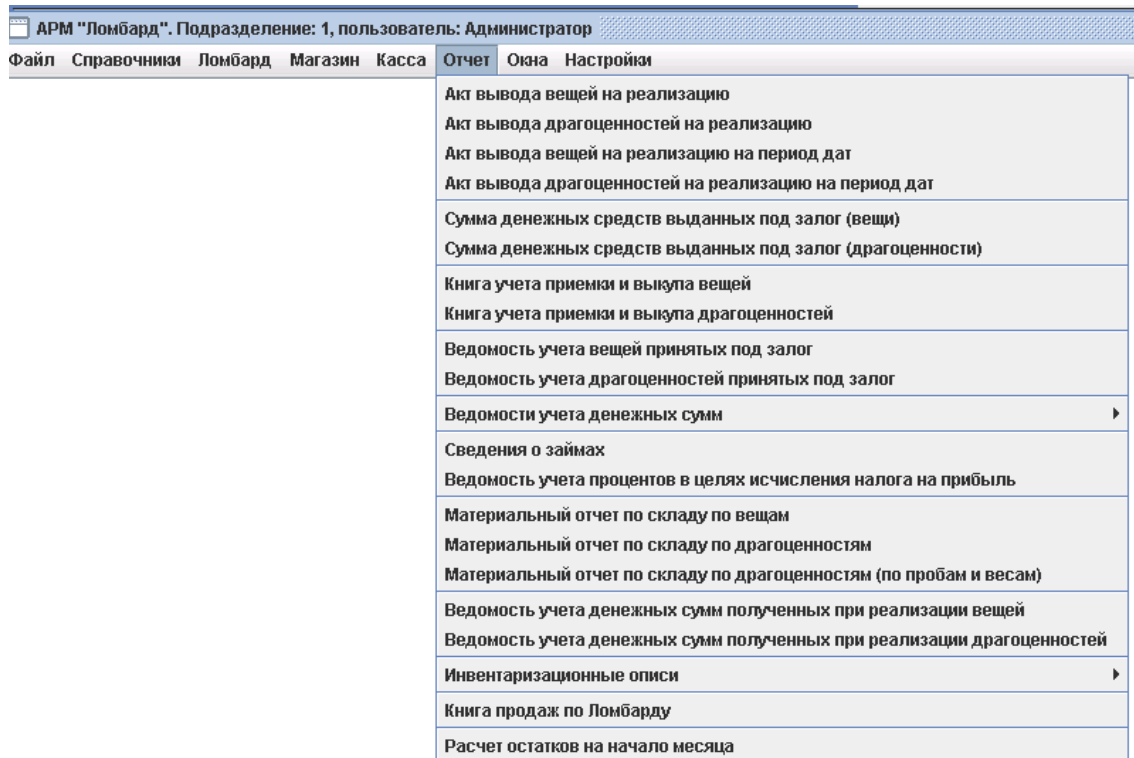 АРМ "Ломбард". Подразделение: 1, пользователь: Администратор
Файл Справочники Ломбард Магазин Касса Отчет Окна Настройки
Акт вывода вещей на реализацию
Акт вывода драгоценностей на реализацию
Акт вывода вещей на реализацию на период дат
Акт вывода драгоценностей на реализацию на период дат
Сумма денежных средств выданных под залог (вещи)
Сумма денежных средств выданных под залог (драгоценности)
Книга учета приемки и выкупа вещей
Книга учета приемки и выкупа драгоценностей
Ведомость учета вещей принятых под залог
Ведомость учета драгоценностей принятых под залог
Ведомости учета денежных сумм
Сведения о займах
Ведомость учета процентов в целях исчисления налога на прибыль
Материальный отчет по складу по вещам
Материальный отчет по складу по драгоценностям
Материальный отчет по складу по драгоценностям (по пробам и весам)
Ведомость учета денежных сумм полученных при реализации вещей
Ведомость учета денежных сумм полученных при реализации драгоценностей
Инвентаризационные описи
Книга продаж по Ломбарду
Расчет остатков на начало месяца